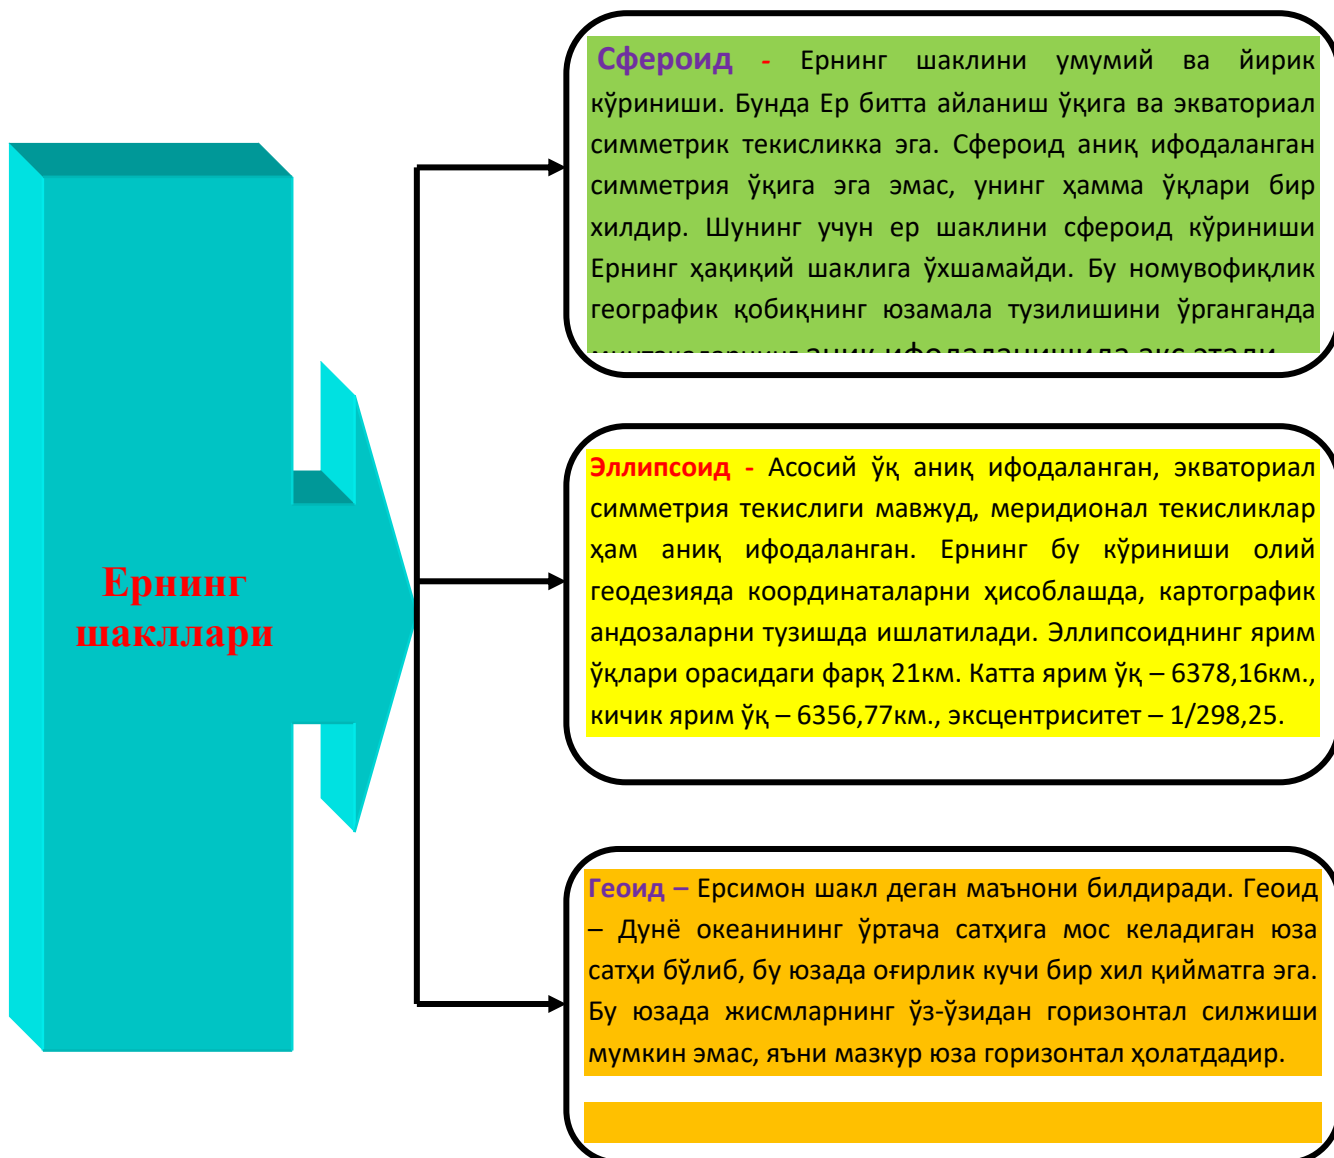 Ернинг
шакллари
Сфероид - Ернинг шаклини умумий ва йирик
кўриниши. Бунда Ер битта айланиш ўқига ва экваториал
симметрик текисликка эга. Сфероид аниқ ифодаланган
симметрия ўқига эга эмас, унинг ҳамма ўқлари бир
хилдир. Шунинг учун ер шаклини сфероид кўриниши
Ернинг ҳақиқий шаклига ўхшамайди. Бу номувофиқлик
географик қобиқнинг юзамала тузилишини ўрганганда
аниқ ифодаланишида акс этади
Эллипсоид - Асосий ўқ аниқ ифодаланган, экваториал
симметрия текислиги мавжуд, меридионал текисликлар
ҳам аниқ ифодаланган. Ернинг бу кўриниши олий
геодезияда координаталарни ҳисоблашда, картографик
андозаларни тузишда ишлатилади. Эллипсоиднинг ярим
ўқлари орасидаги фарқ 21км. Катта ярим ўқ – 6378,16км.,
кичик ярим ўқ – 6356,77км., эксцентриситет – 1/298,25.
Геоид – Ерсимон шакл деган маънони билдиради. Геоид
– Дунё океанининг ўртача сатҳига мос келадиган юза
сатҳи бўлиб, бу юзада оғирлик кучи бир хил қийматга эга.
Бу юзада жисмларнинг ўз-ўзидан горизонтал силжиши
мумкин эмас, яъни мазкур юза горизонтал ҳолатдадир.